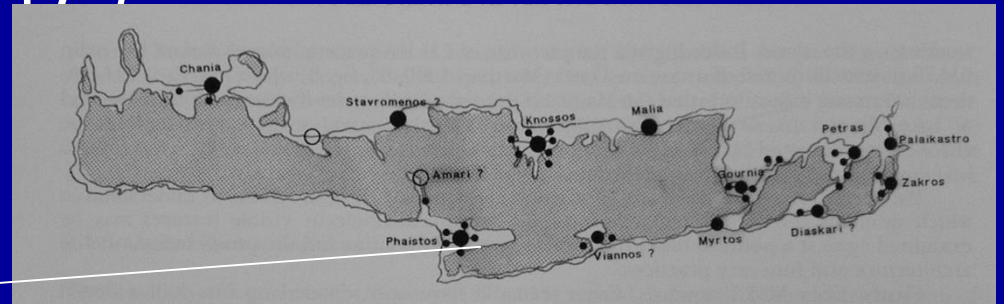 Chania
Stavromenos ?
Knossos
Malia
Petras
Palaikastro
Amari ?
Gournia
Zakros
Phaistos
Viannos ?
Myrtos
Diaskari ?